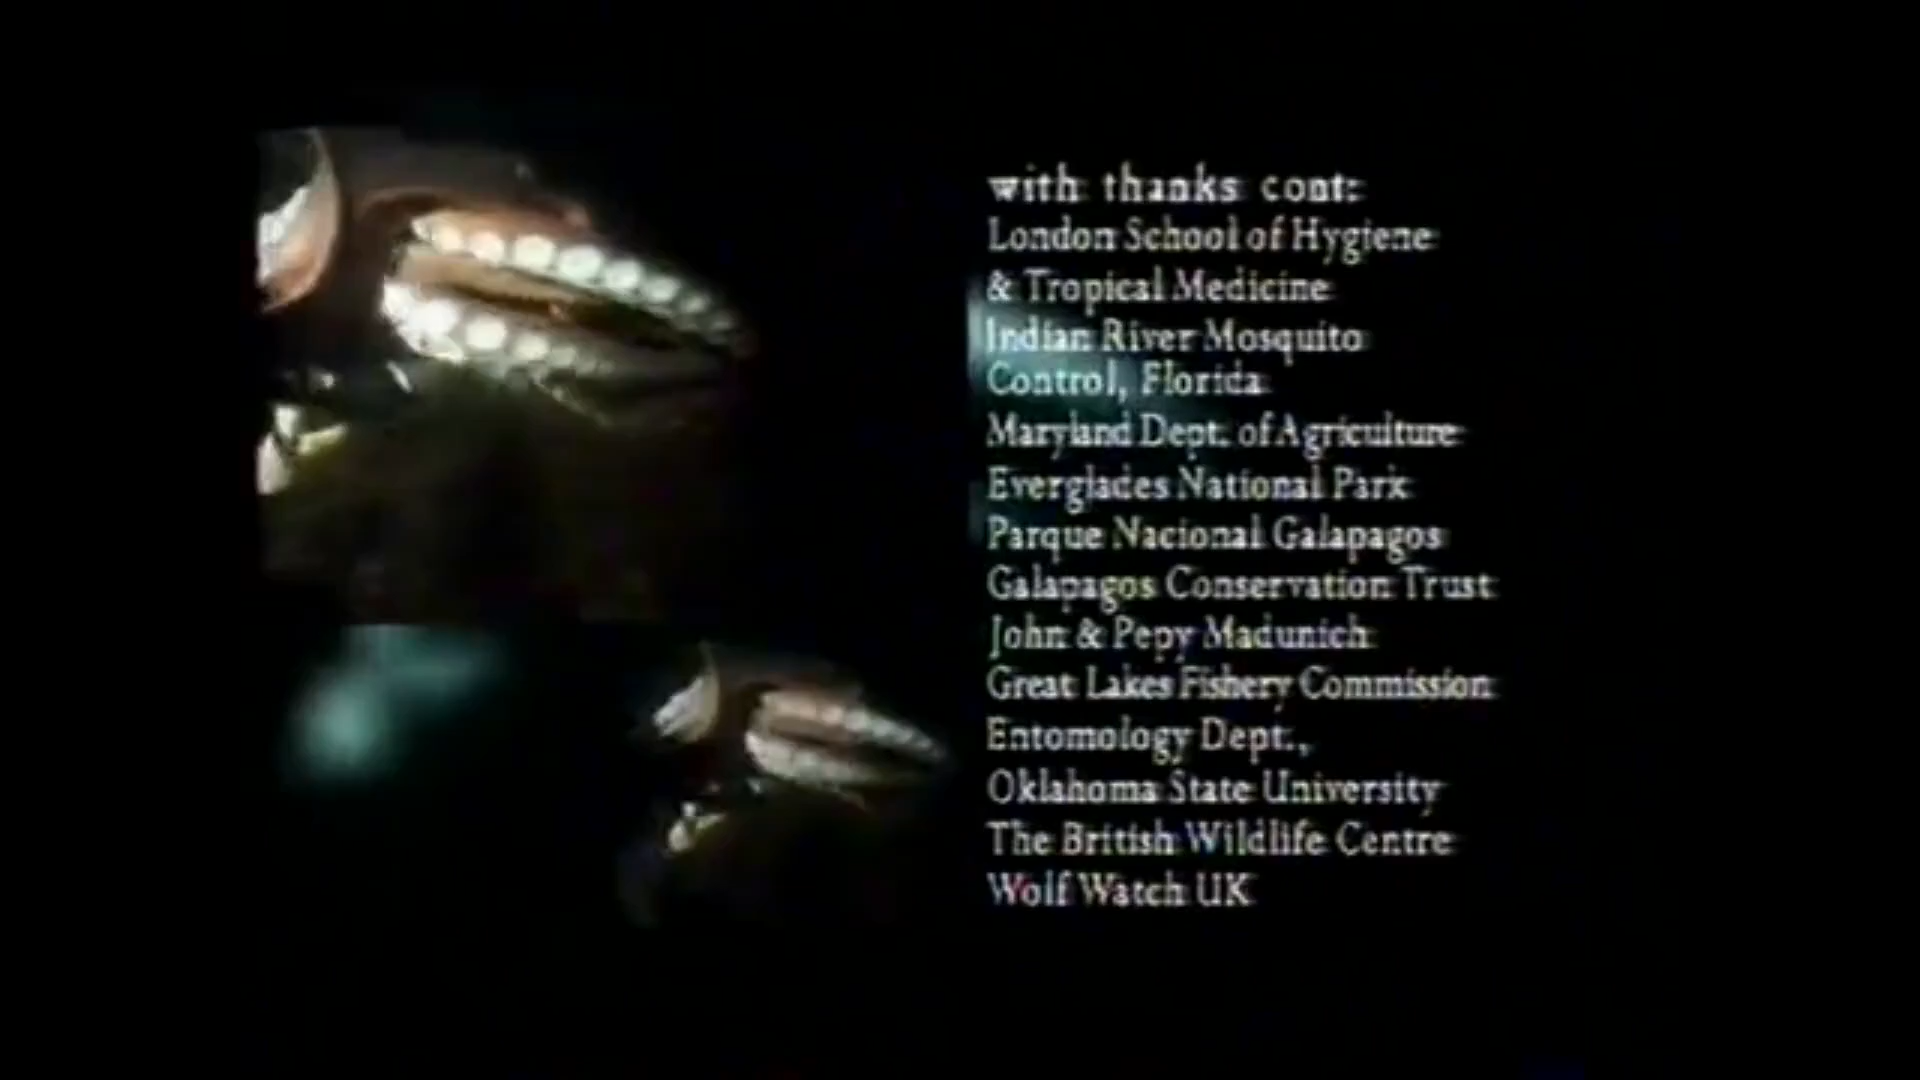 with thanks cont:
London School of Hygiene
& Tropical Medicine
Indian River Mosquito
Control, Florida
Maryland Dept. of Agriculture
Everglades National Park
Parque Nacional Galapagos
Galapagos Conservation Trust
John & Pepy Madunich
Great Lakes Fishery Commission
Entomology Dept.,
Oklahoma State University
The British Wildlife Centre
Wolf Watch UK